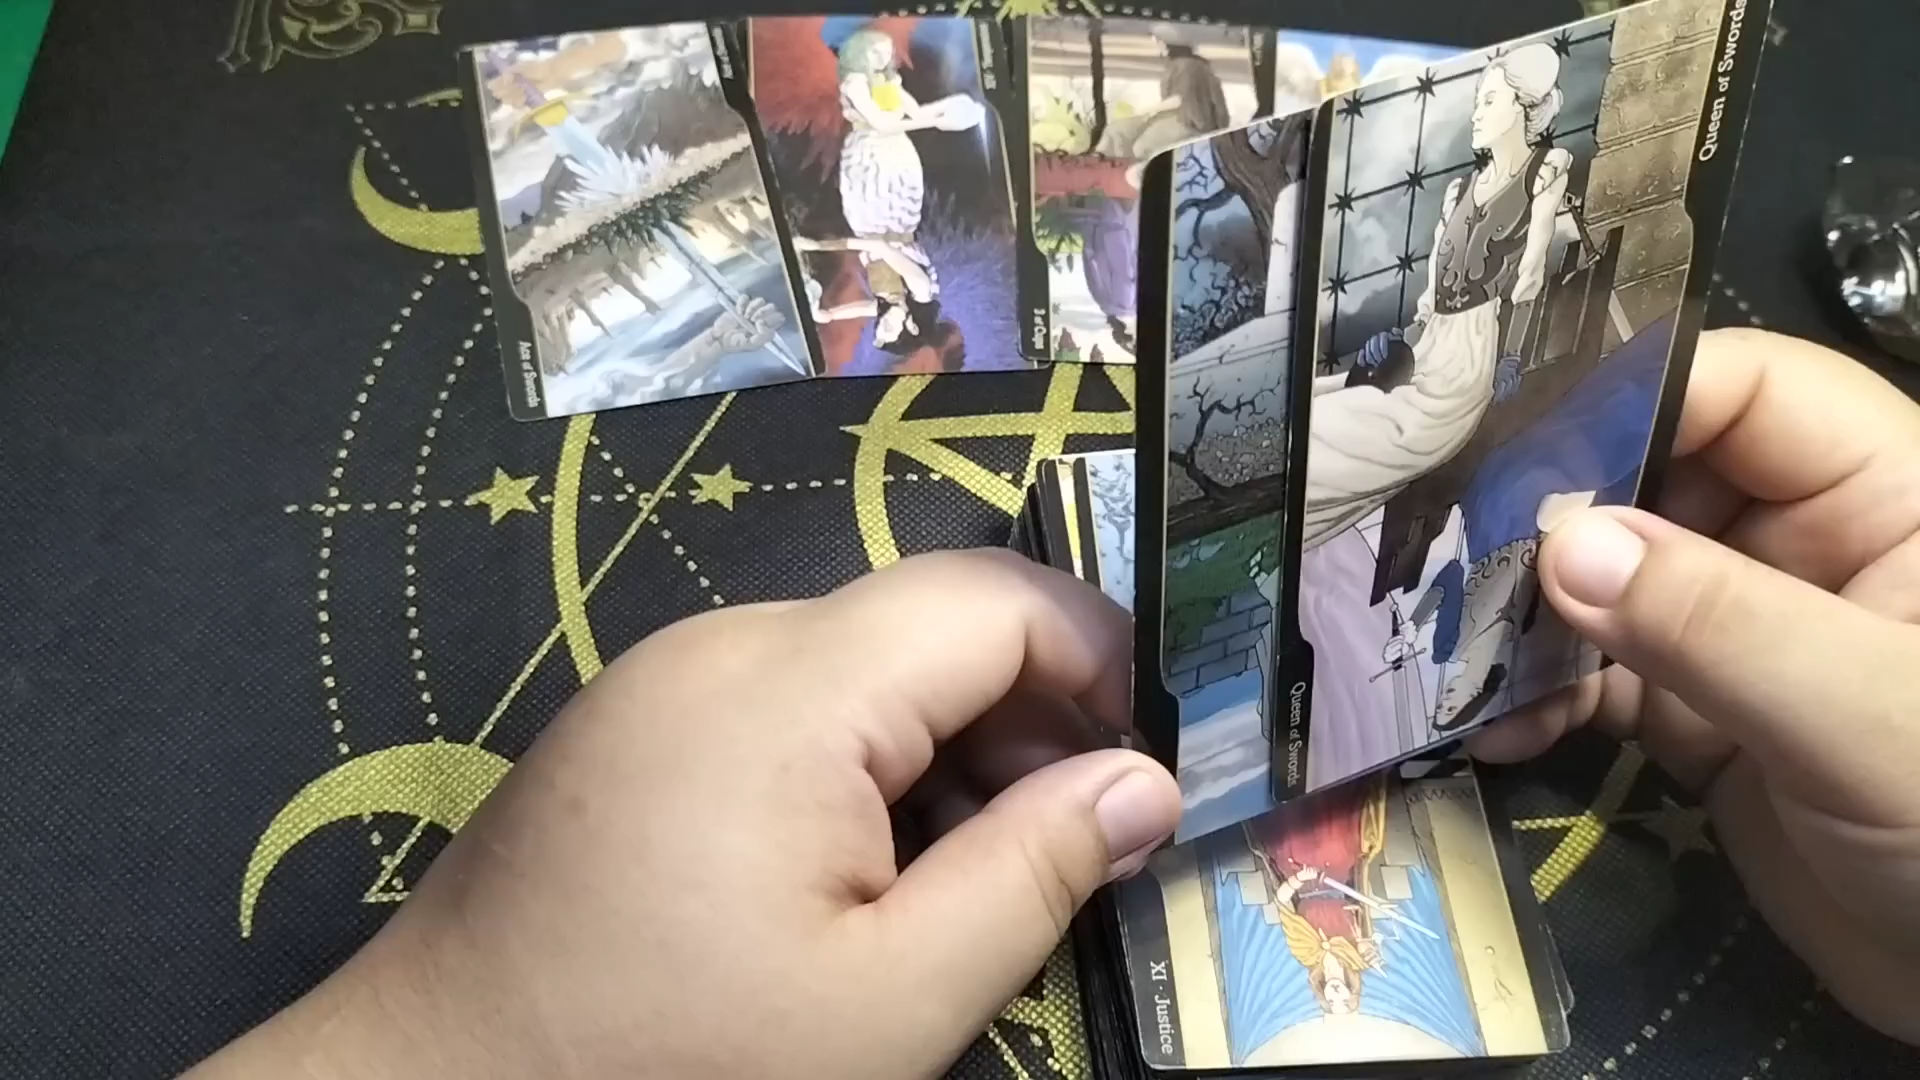 Ace of Swords
3 of Cups
Queen of Swords
Queen of Swords
XI · Justice